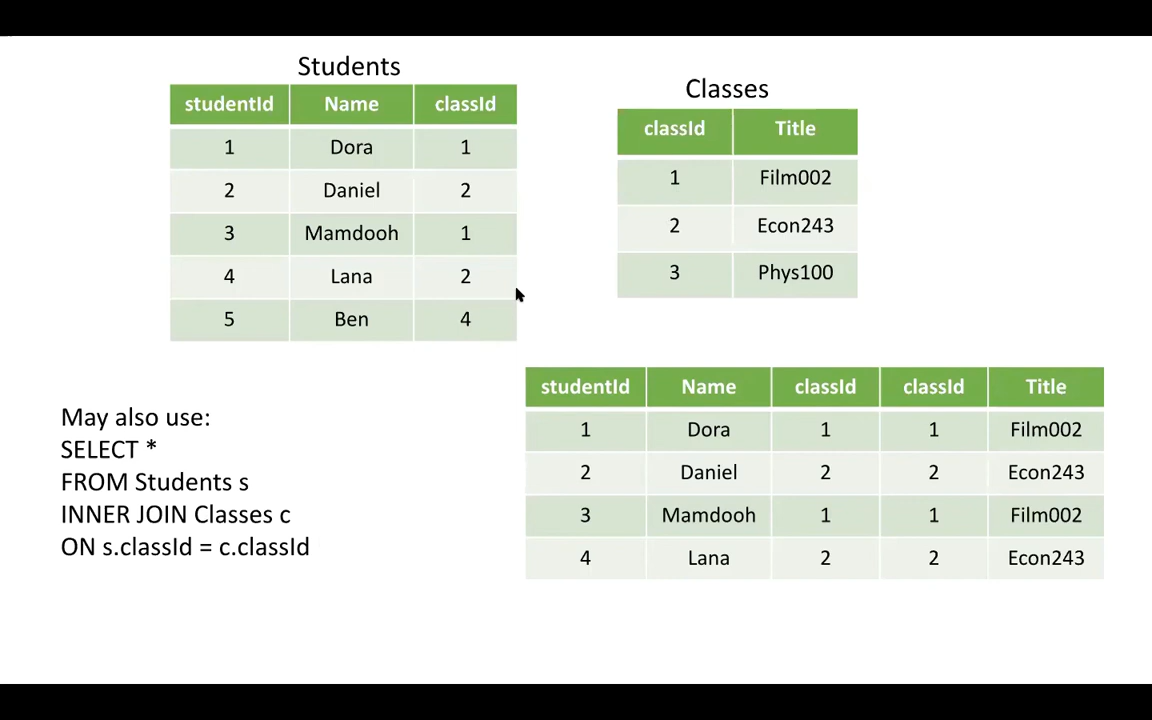 Students
studentId Name classId
1 Dora 1
2 Daniel 2
3 Mamdooh 1
4 Lana 2
5 Ben 4
Classes
classId Title
1 Film002
2 Econ243
3 Phys100
May also use:
SELECT *
FROM Students s
INNER JOIN Classes c
ON s.classId = c.classId
studentId Name classId classId Title
1 Dora 1 1 Film002
2 Daniel 2 2 Econ243
3 Mamdooh 1 1 Film002
4 Lana 2 2 Econ243